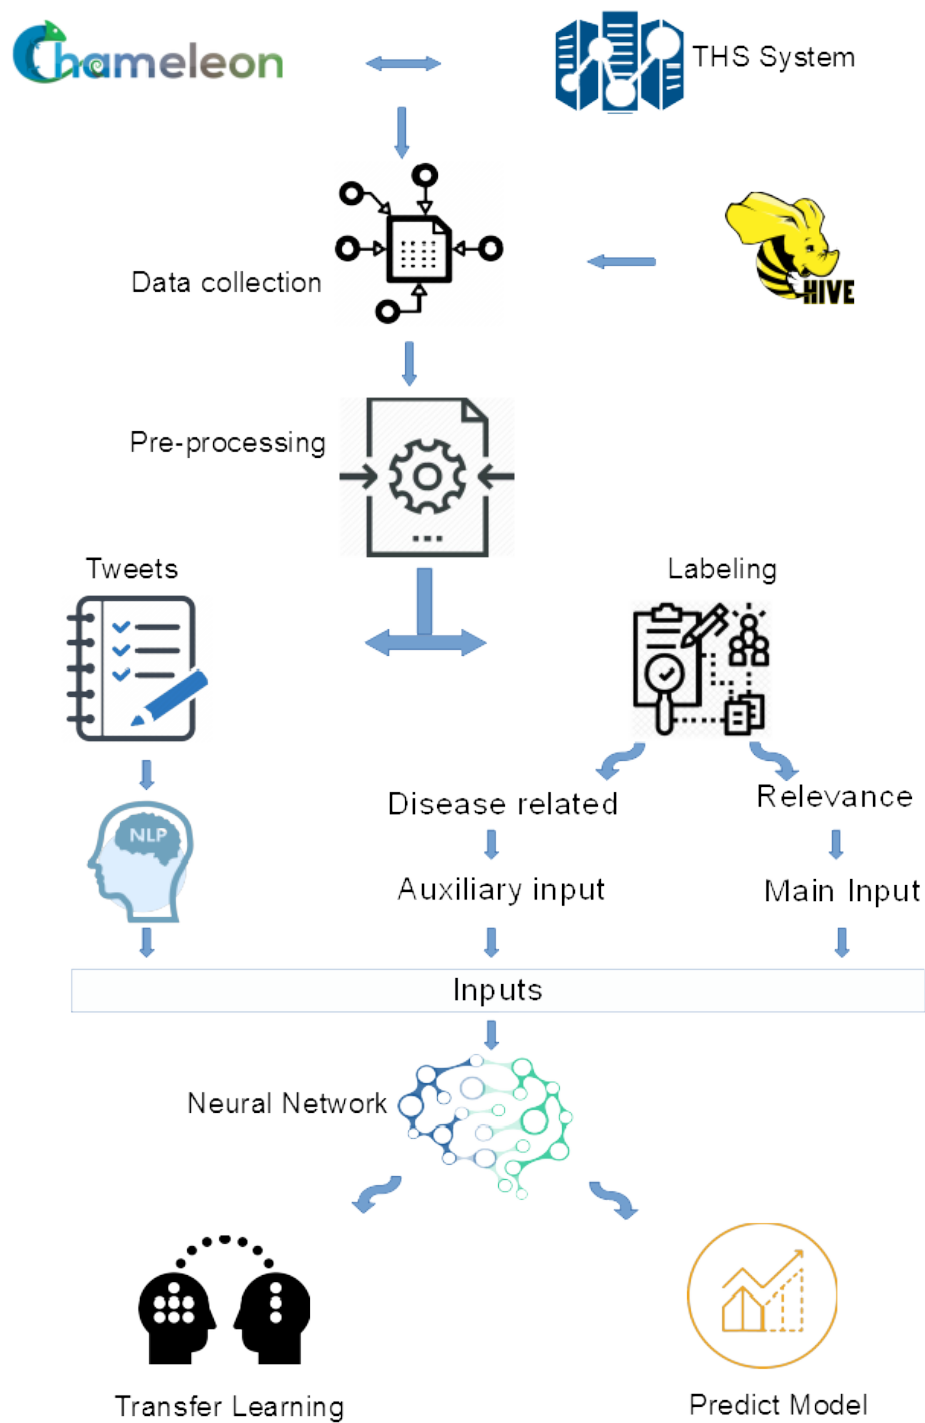 Chameleon
THS System
HIVE
Data collection
Pre-processing
Tweets
Labeling
NLP
Disease related
Relevance
Auxiliary input
Main Input
Inputs
Neural Network
Transfer Learning
Predict Model